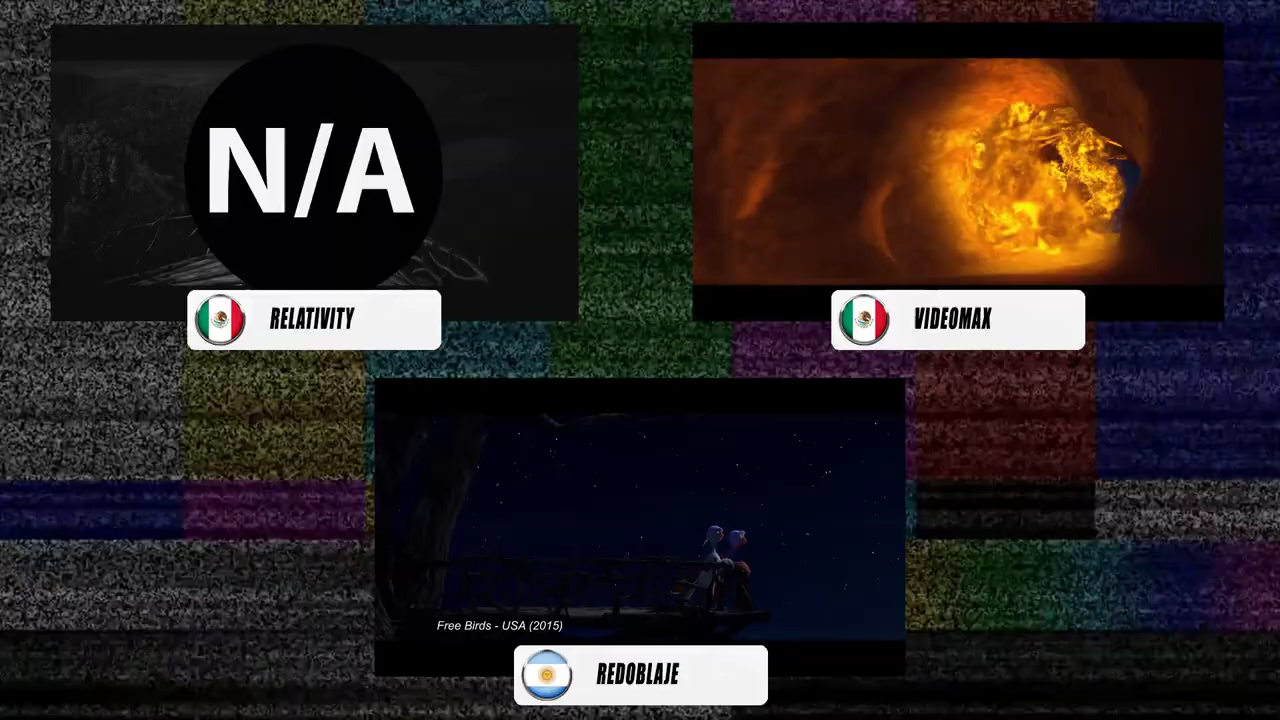 N/A
RELATIVITY
VIDEOMAX
Free Birds - USA (2015)
REDOBLAJE